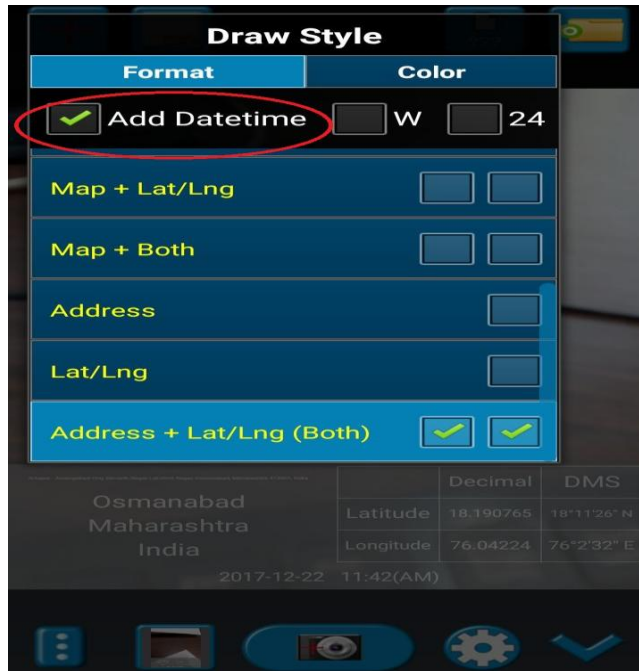 Draw Style
Format Color
Add Datetime W 24
Map + Lat/Lng
Map + Both
Address
Lat/Lng
Address + Lat/Lng (Both)
Decimal DMS
Osmanabad
Maharashtra
India
Latitude 18.190765 18°11'26" N
Longitude 76.04224 76°2'32" E
2017-12-22 11:42(AM)